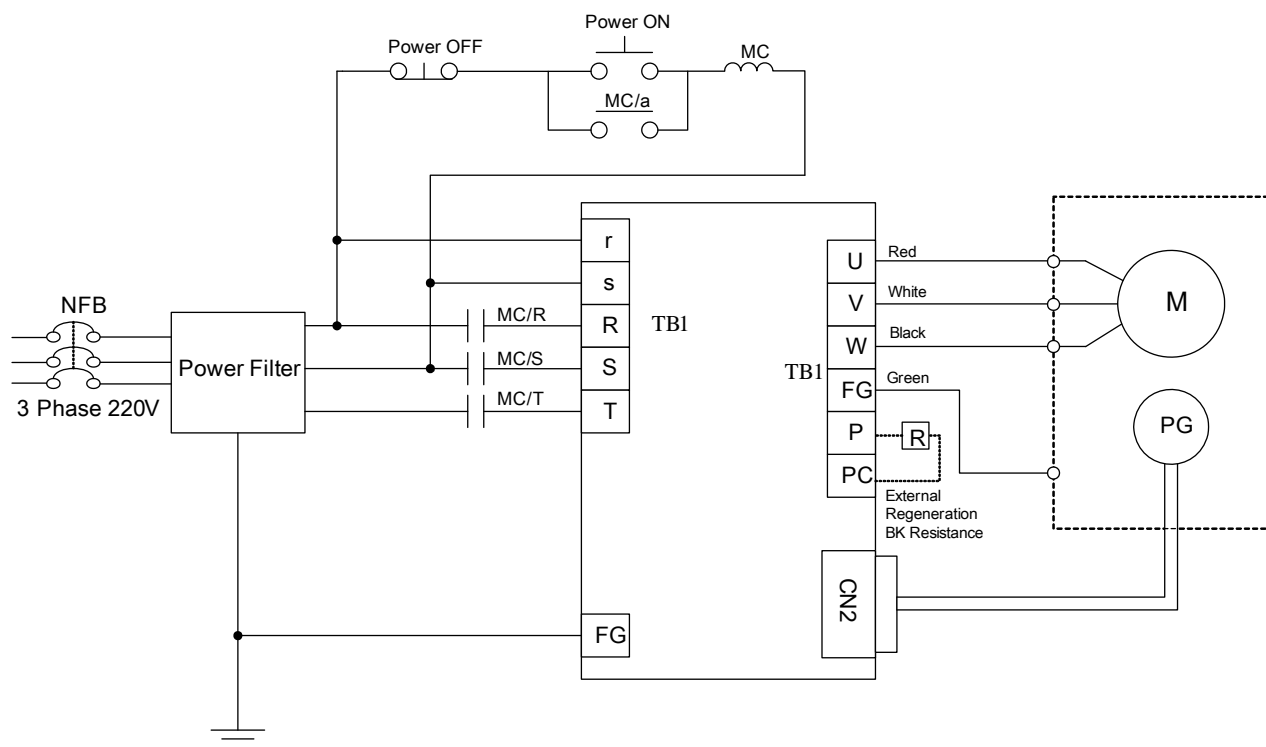 Power ON
Power OFF
MC
MC/a
r
s
NFB
MC/R
R
TB1
Power Filter
MC/S
S
3 Phase 220V
MC/T
T
FG
U
Red
V
White
W
Black
TB1
FG
Green
P
R
PC
External
Regeneration
BK Resistance
CN2
M
PG